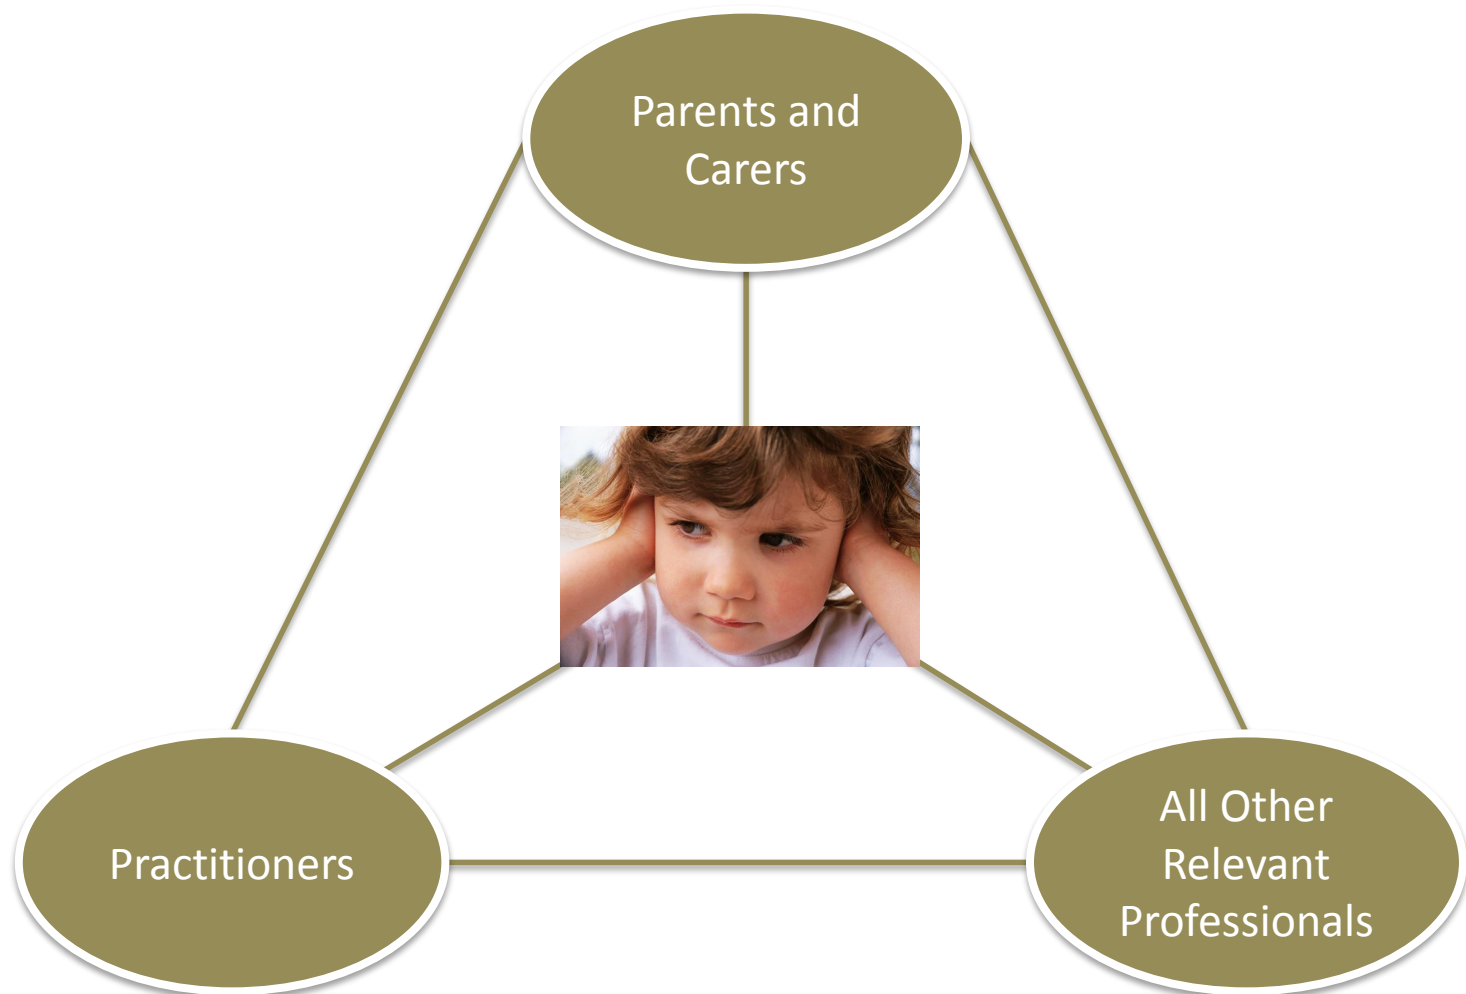 Parents and
Carers
Practitioners
All Other
Relevant
Professionals